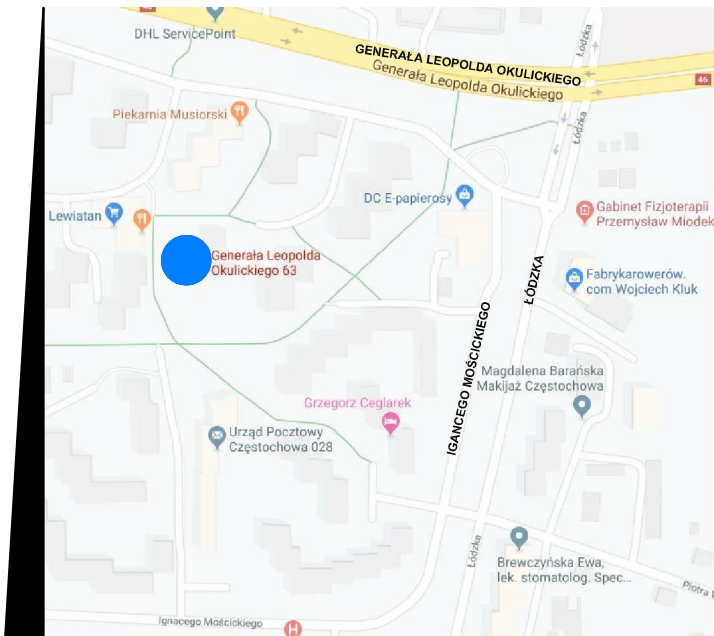 DHL ServicePoint
GENERAŁA LEOPOLDA OKULICKIEGO
Generała Leopolda Okulickiego
Łódzka
46
Piekarnia Musiorski
Łódzka
DC E-papierosy
Gabinet Fizjoterapii
Przemysław Miodek
Lewiatan
Generała Leopolda
Okulickiego 63
ŁÓDZKA
Fabrykarowerów.
com Wojciech Kluk
IGANCEGO MOŚCICKIEGO
Magdalena Barańska
Makijaż Częstochowa
Grzegorz Ceglarek
Urząd Pocztowy
Częstochowa 028
Łódzka
Brewczyńska Ewa,
lek. stomatolog. Spec...
Piotra
Ignacego Mościckiego
H